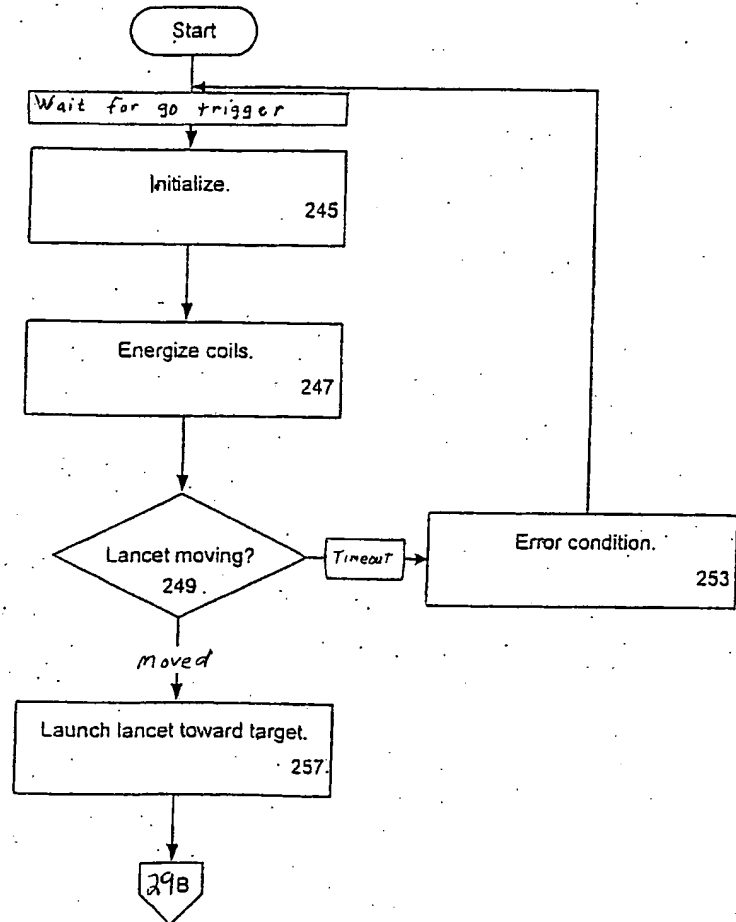 Start
Wait for go trigger
Initialize.
245
Energize coils.
247
Lancet moving?
249.
Timeout
Error condition.
253
moved
Launch lancet toward target.
257.
29B